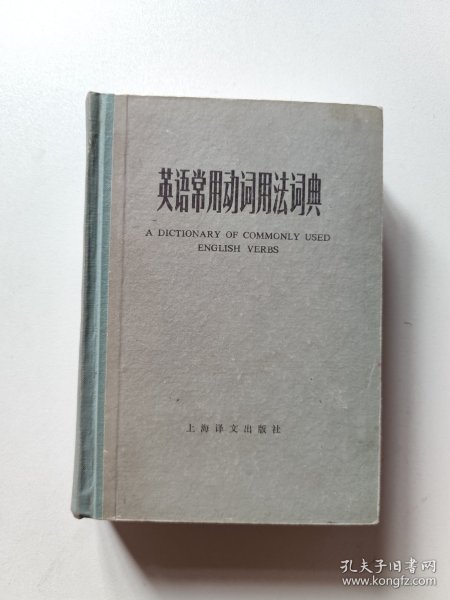 英语常用动词用法词典
A DICTIONARY OF COMMONLY USED
ENGLISH VERBS
上海译文出版社
孔夫子旧书网
www.kongfz.com